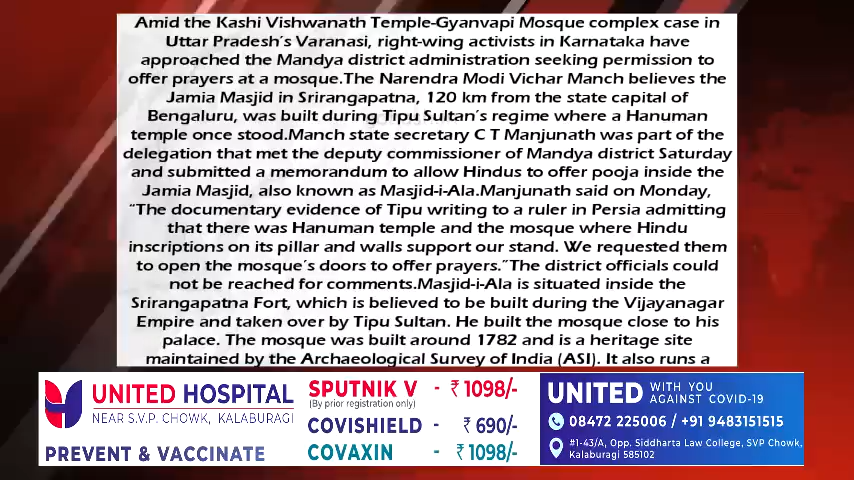 Amid the Kashi Vishwanath Temple-Gyanvapi Mosque complex case in
Uttar Pradesh's Varanasi, right-wing activists in Karnataka have
approached the Mandya district administration seeking permission to
offer prayers at a mosque.The Narendra Modi Vichar Manch believes the
Jamia Masjid in Srirangapatna, 120 km from the state capital of
Bengaluru, was built during Tipu Sultan's regime where a Hanuman
temple once stood.Manch state secretary C T Manjunath was part of the
delegation that met the deputy commissioner of Mandya district Saturday
and submitted a memorandum to allow Hindus to offer pooja inside the
Jamia Masjid, also known as Masjid-i-Ala.Manjunath said on Monday,
"The documentary evidence of Tipu writing to a ruler in Persia admitting
that there was Hanuman temple and the mosque where Hindu
inscriptions on its pillar and walls support our stand. We requested them
to open the mosque's doors to offer prayers."The district officials could
not be reached for comments.Masjid-i-Ala is situated inside the
Srirangapatna Fort, which is believed to be built during the Vijayanagar
Empire and taken over by Tipu Sultan. He built the mosque close to his
palace. The mosque was built around 1782 and is a heritage site
maintained by the Archaeological Survey of India (ASI). It also runs a
UNITED HOSPITAL
NEAR S.V.P. CHOWK, KALABURAGI
PREVENT & VACCINATE
SPUTNIK V - ₹ 1098/-
(By prior registration only)
COVISHIELD - ₹ 690/-
COVAXIN - ₹ 1098/-
UNITED WITH YOU
AGAINST COVID-19
08472 225006 / +91 9483151515
#1-43/A, Opp. Siddharta Law College, SVP Chowk,
Kalaburagi 585102